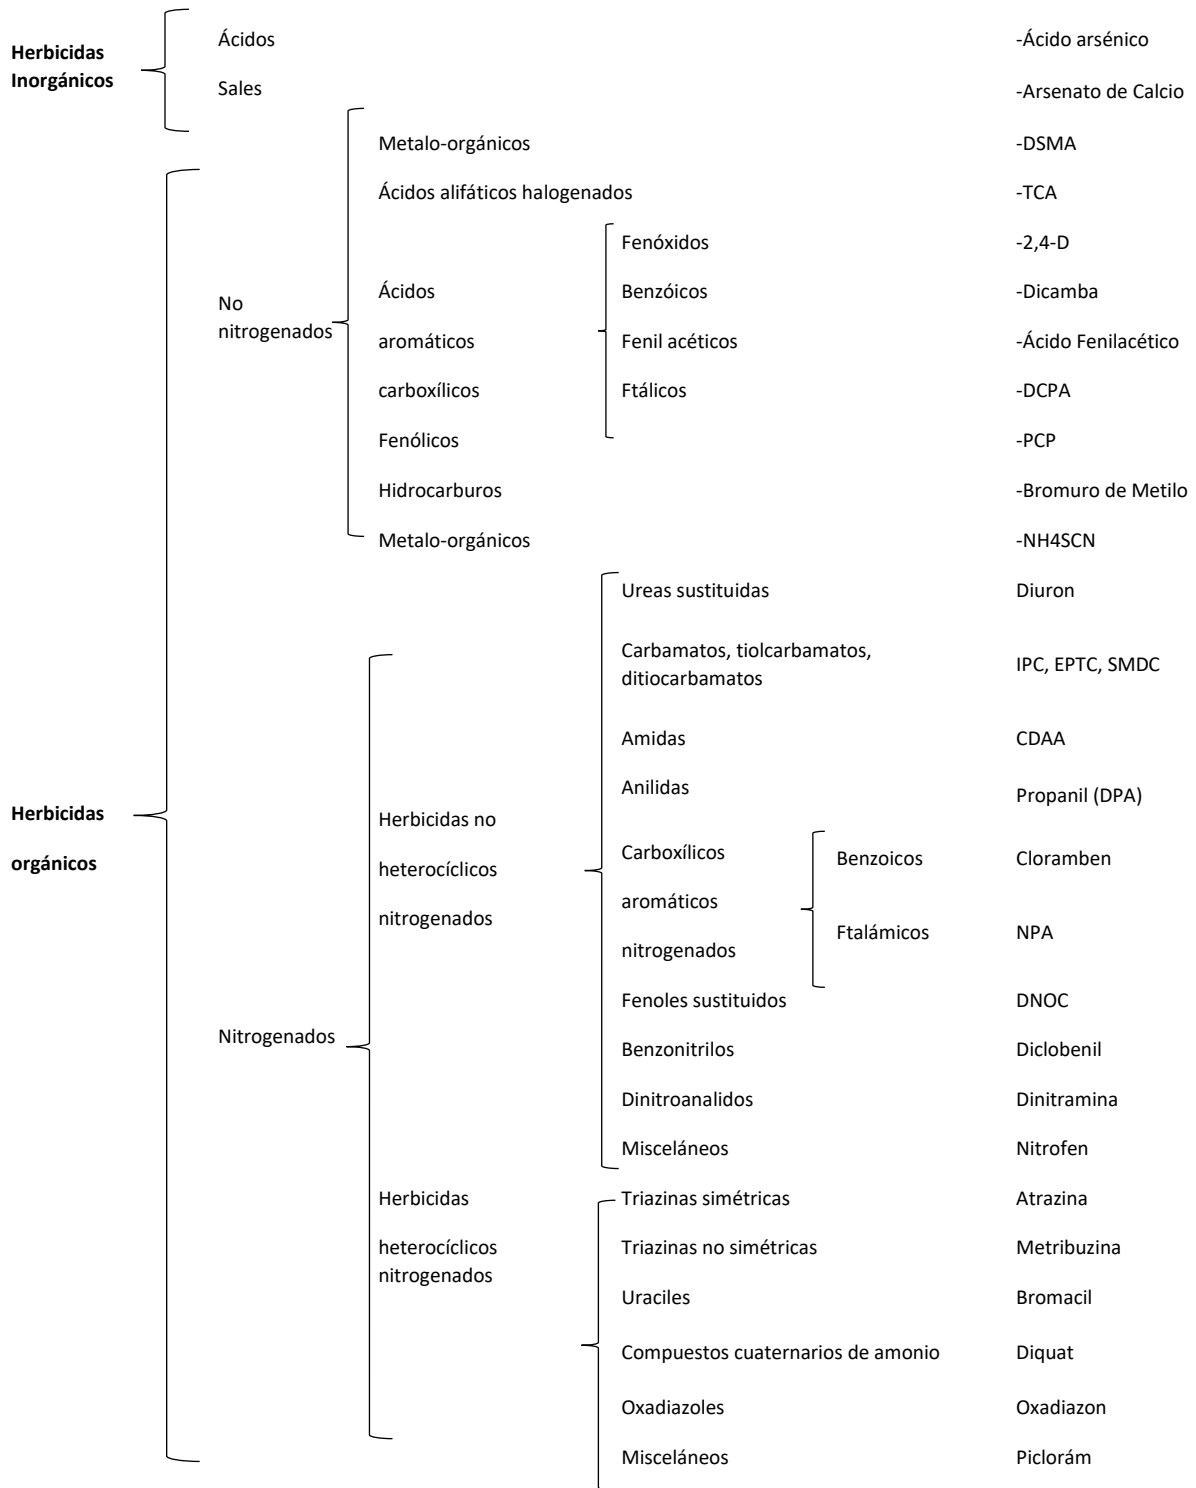 Herbicidas
Inorgánicos
Ácidos
-Ácido arsénico
Sales
-Arsenato de Calcio
Herbicidas
orgánicos
No
nitrogenados
Metalo-orgánicos
-DSMA
Ácidos alifáticos halogenados
-TCA
Ácidos
aromáticos
carboxílicos
Fenóxidos
-2,4-D
Benzóicos
-Dicamba
Fenil acéticos
-Ácido Fenilacético
Ftálicos
-DCPA
Fenólicos
-PCP
Hidrocarburos
-Bromuro de Metilo
Metalo-orgánicos
-NH4SCN
Nitrogenados
Herbicidas no
heterocíclicos
nitrogenados
Ureas sustituidas
Diuron
Carbamatos, tiolcarbamatos,
ditiocarbamatos
IPC, EPTC, SMDC
Amidas
CDAA
Anilidas
Propanil (DPA)
Carboxílicos
aromáticos
nitrogenados
Benzoicos
Cloramben
Ftalámicos
NPA
Fenoles sustituidos
DNOC
Benzonitrilos
Diclobenil
Dinitroanalidos
Dinitramina
Misceláneos
Nitrofen
Herbicidas
heterocíclicos
nitrogenados
Triazinas simétricas
Atrazina
Triazinas no simétricas
Metribuzina
Uraciles
Bromacil
Compuestos cuaternarios de amonio
Diquat
Oxadiazoles
Oxadiazon
Misceláneos
Piclorám